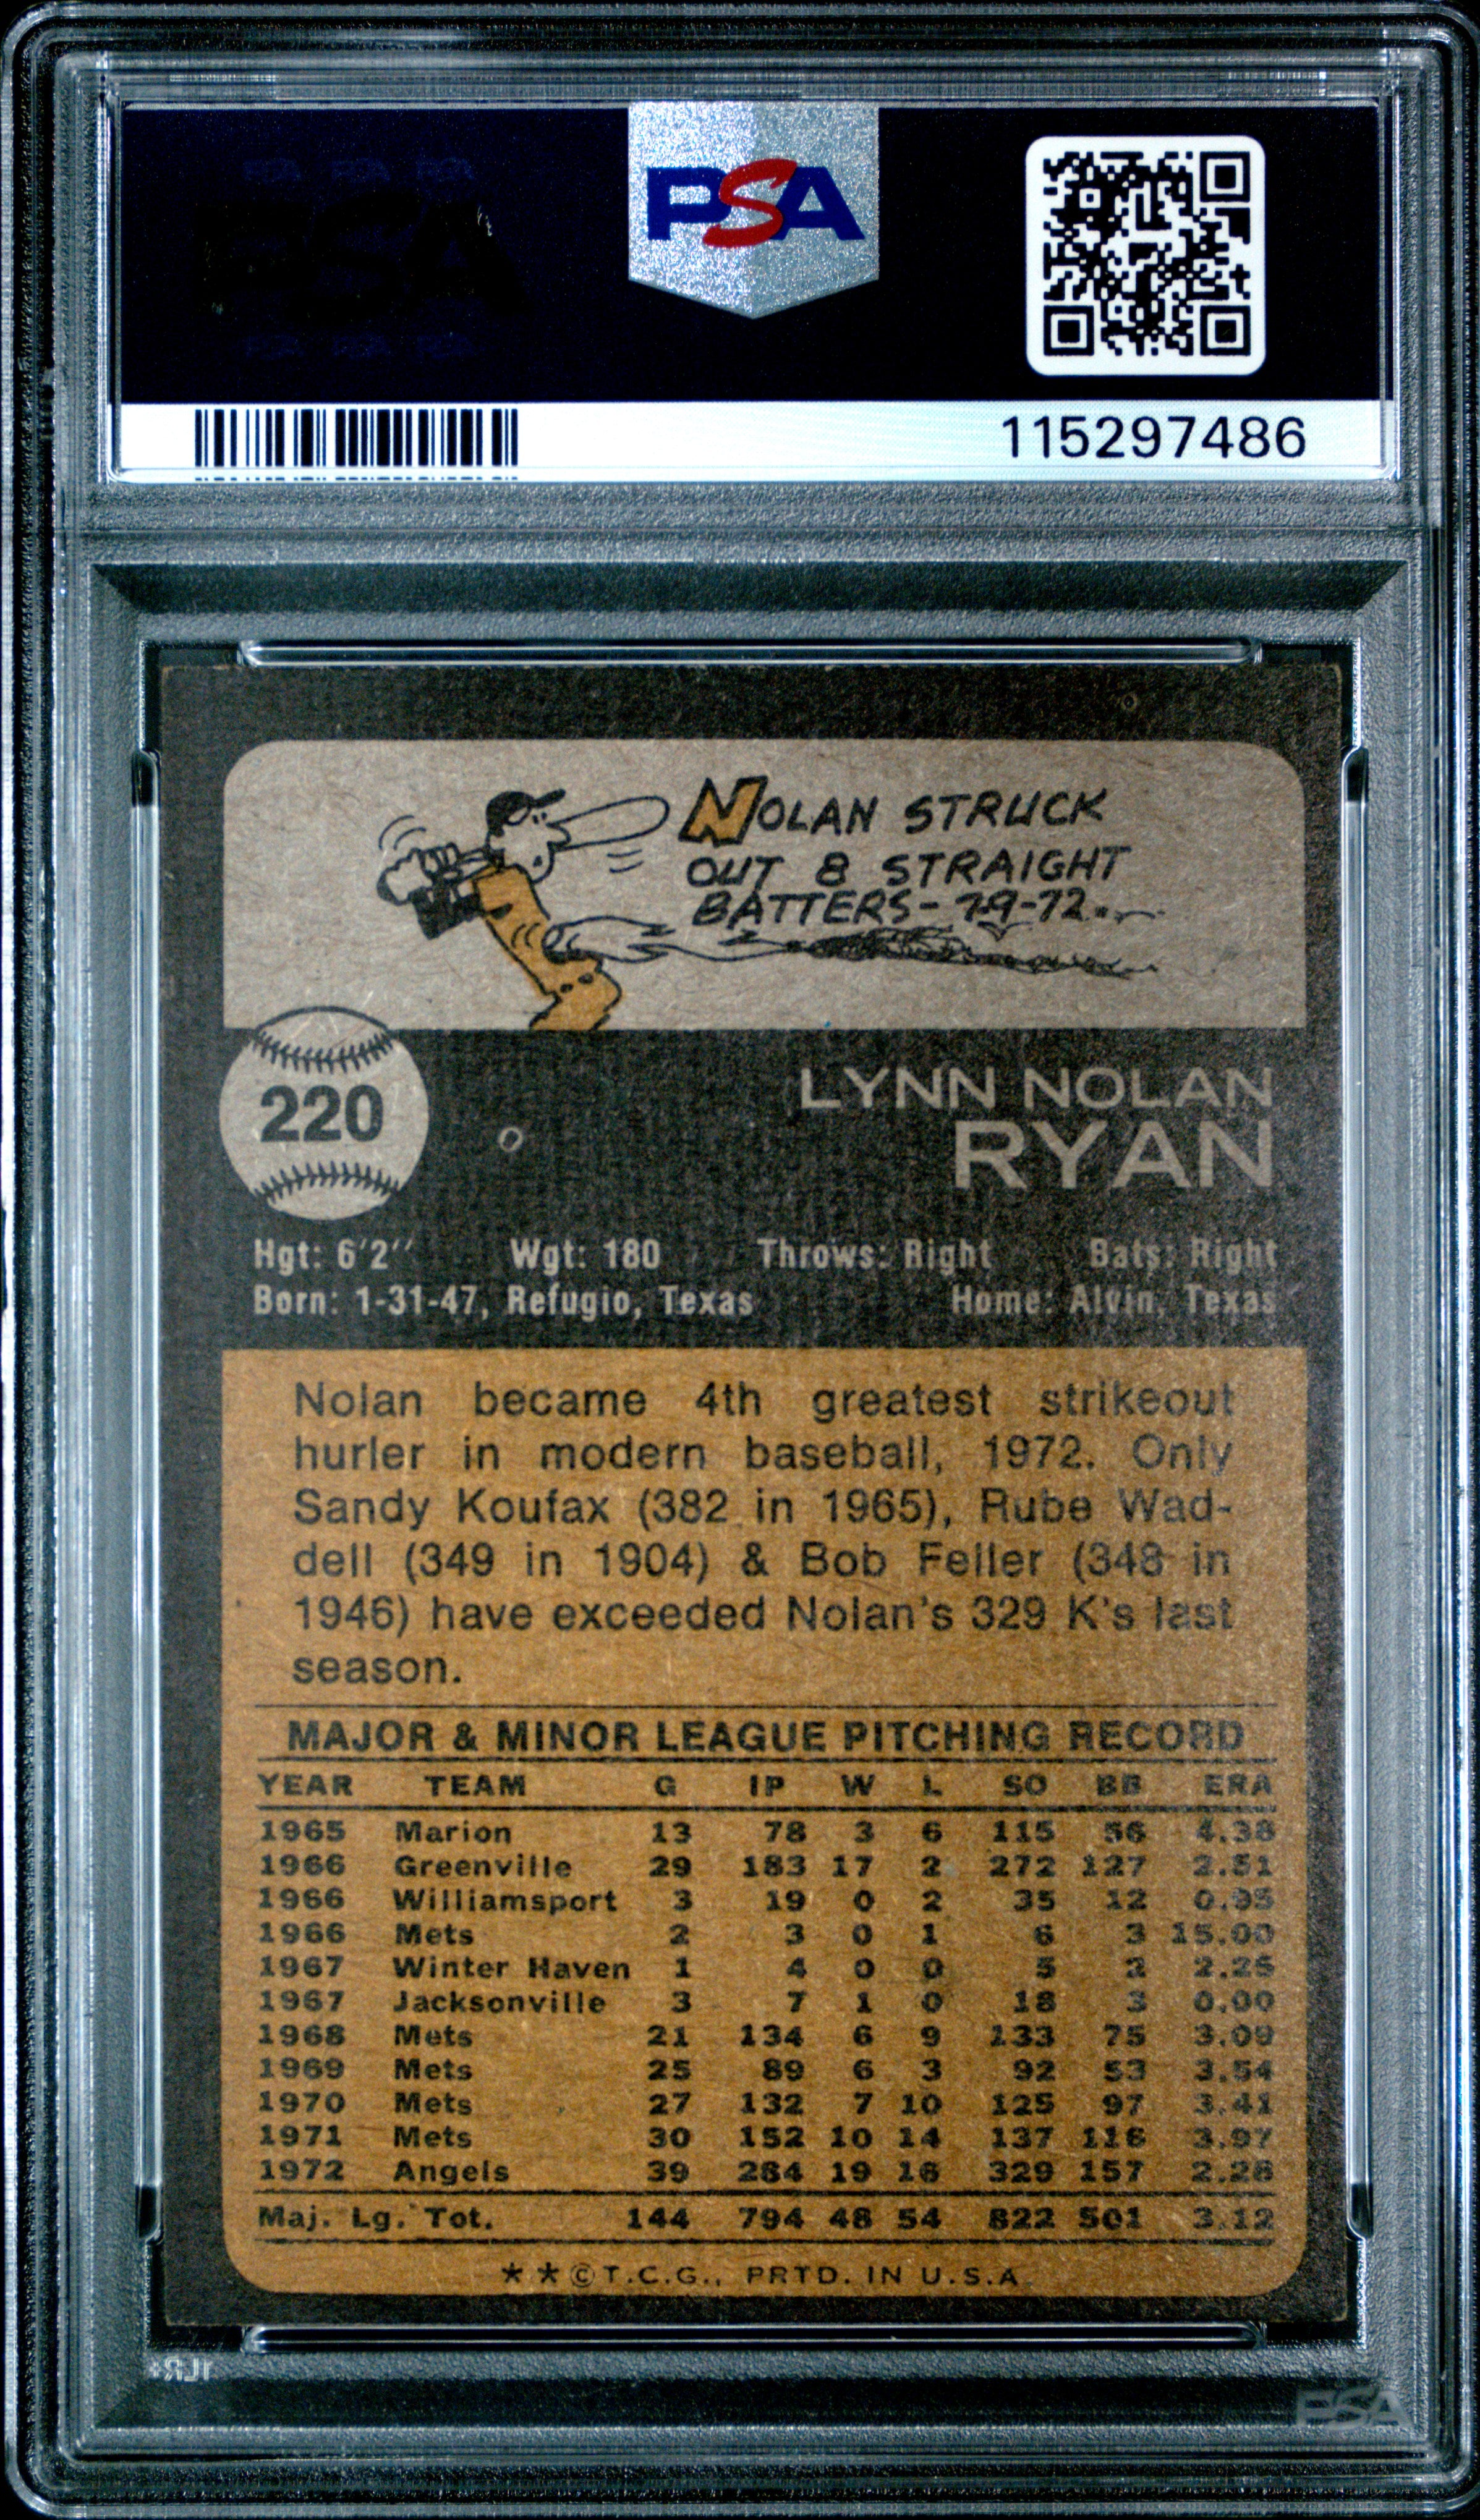 PSA
115297486
NOLAN STRUCK
OUT 8 STRAIGHT
BATTERS- 7-9-72.
220
LYNN NOLAN
RYAN
Hgt: 6'2'' Wgt: 180 Throws: Right Bats: Right
Born: 1-31-47, Refugio, Texas Home: Alvin, Texas
Nolan became 4th greatest strikeout
hurler in modern baseball, 1972. Only
Sandy Koufax (382 in 1965), Rube Wad-
dell (349 in 1904) & Bob Feller (348 in
1946) have exceeded Nolan's 329 K's last
season.
MAJOR & MINOR LEAGUE PITCHING RECORD
YEAR TEAM G IP W L SO BB ERA
1965 Marion 13 78 3 6 115 56 4.38
1966 Greenville 29 183 17 2 272 127 2.51
1966 Williamsport 3 19 0 2 35 12 0.95
1966 Mets 2 3 0 1 6 3 15.00
1967 Winter Haven 1 4 0 0 5 2 2.25
1967 Jacksonville 3 7 1 0 18 3 0.00
1968 Mets 21 134 6 9 133 75 3.09
1969 Mets 25 89 6 3 92 53 3.54
1970 Mets 27 132 7 10 125 97 3.41
1971 Mets 30 152 10 14 137 116 3.97
1972 Angels 39 284 19 16 329 157 2.28
Maj. Lg. Tot. 144 794 48 54 822 501 3.12
* * © T.C.G., PRTD. IN U.S.A.
PSA